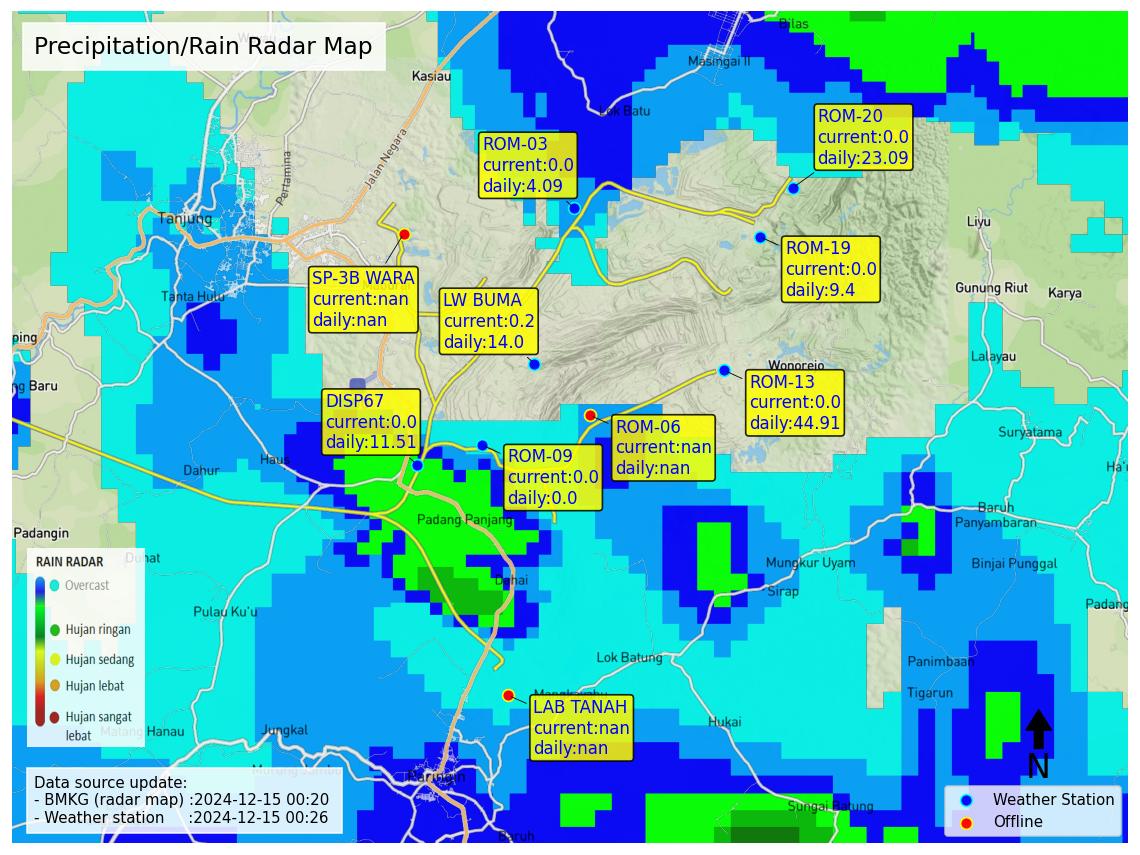 Precipitation/Rain Radar Map
Bilas
Masingai II
Kasiau
Lok Batu
Jalan Negara
Pertamina
ROM-03
current:0.0
daily:4.09
ROM-20
current:0.0
daily:23.09
Tanjung
Liyu
ROM-19
current:0.0
daily:9.4
SP-3B WARA
current:nan
daily:nan
LW BUMA
current:0.2
daily:14.0
Tanta Hulu
Gunung Riut
Karya
ping
Lalayau
Wonorejo
ng Baru
ROM-13
current:0.0
daily:44.91
DISP67
current:0.0
daily:11.51
ROM-06
current:nan
daily:nan
Suryatama
Haus
Dahur
ROM-09
current:0.0
daily:0.0
Ha'u
Baruh
Panyambaran
Padang Panjang
Padangin
Mungkur Uyam
Binjai Punggal
Dahai
Sirap
Pulau Ku'u
Padang
RAIN RADAR
Overcast
Hujan ringan
Hujan sedang
Hujan lebat
Hujan sangat
lebat
Lok Batung
Panimbaan
Tigarun
LAB TANAH
current:nan
daily:nan
Hukai
Jungkal
Paringin
Sungai Batung
Baruh
N
Data source update:
- BMKG (radar map) :2024-12-15 00:20
- Weather station :2024-12-15 00:26
Weather Station
Offline